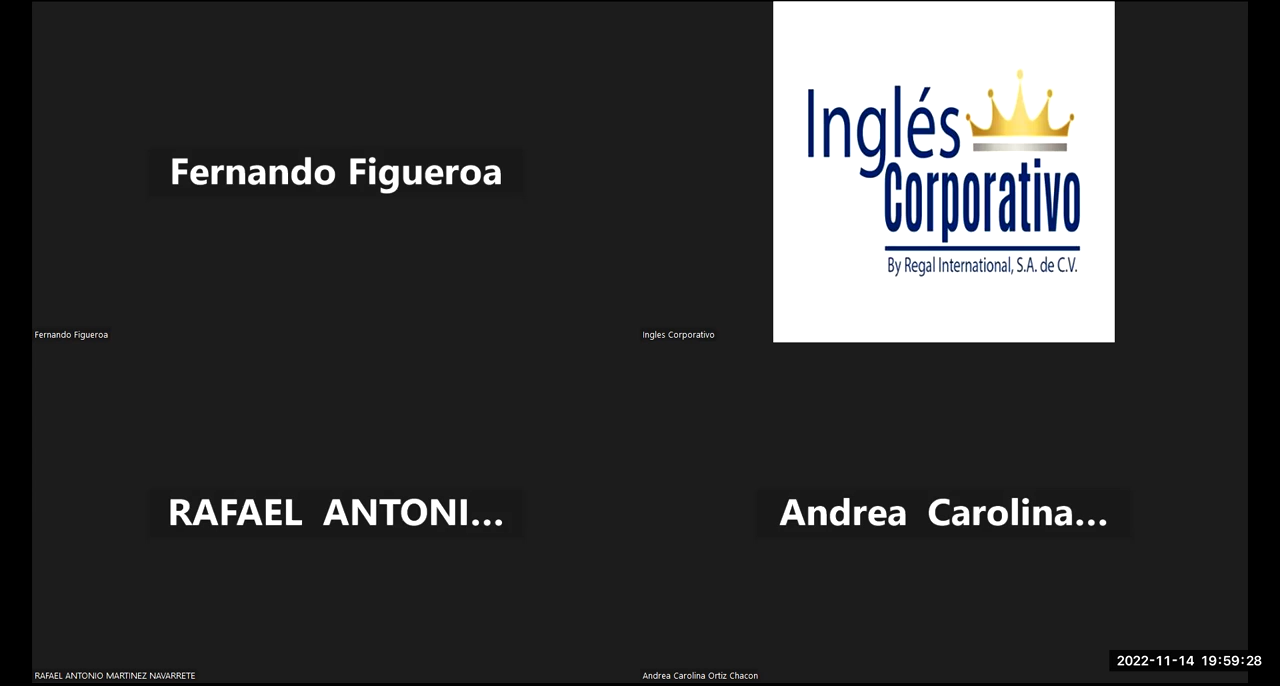 Fernando Figueroa
Fernando Figueroa
Inglés
Corporativo
By Regal International, S.A. de C.V.
Ingles Corporativo
RAFAEL ANTONI...
RAFAEL ANTONIO MARTINEZ NAVARRETE
Andrea Carolina...
Andrea Carolina Ortiz Chacon
2022-11-14 19:59:28